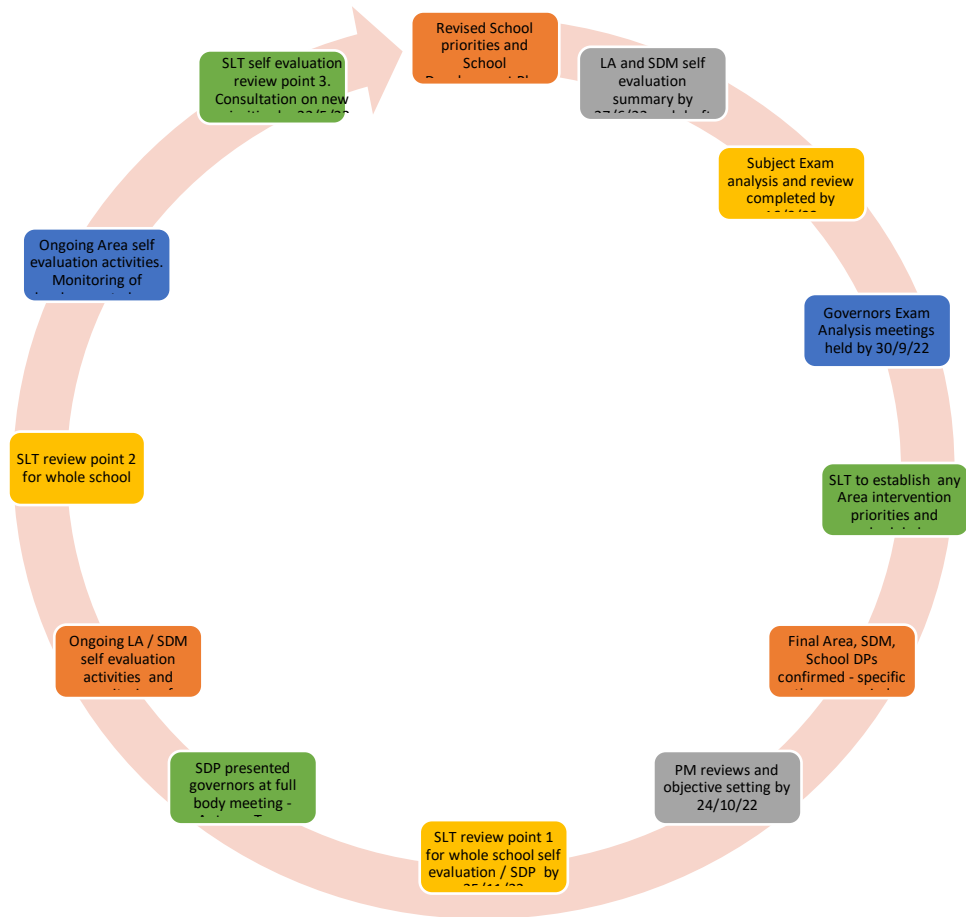 Revised School
priorities and
School
LA and SDM self
evaluation
summary by
Subject Exam
analysis and review
completed by
Governors Exam
Analysis meetings
held by 30/9/22
SLT to establish any
Area intervention
priorities and
Final Area, SDM,
School DPs
confirmed - specific
PM reviews and
objective setting by
24/10/22
SLT review point 1
for whole school self
evaluation / SDP by
SDP presented
governors at full
body meeting -
Ongoing LA / SDM
self evaluation
activities and
SLT review point 2
for whole school
Ongoing Area self
evaluation activities.
Monitoring of
SLT self evaluation
review point 3.
Consultation on new